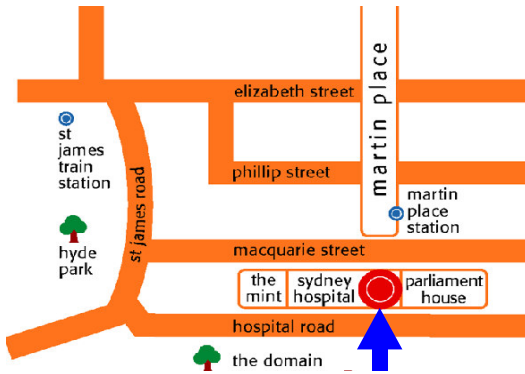 elizabeth street
martin place
st
james
train
station
phillip street
st james road
martin
place
station
hyde
park
macquarie street
the
mint
sydney
hospital
parliament
house
hospital road
the domain